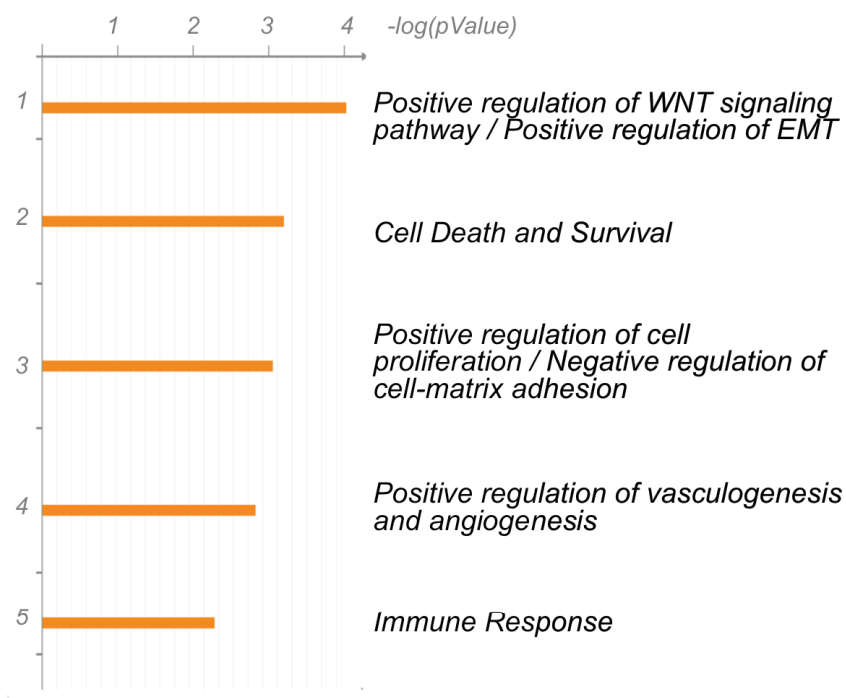 1 2 3 4 -log(pValue)
1 Positive regulation of WNT signaling
pathway / Positive regulation of EMT
2 Cell Death and Survival
Positive regulation of cell
3 proliferation / Negative regulation of
cell-matrix adhesion
4 Positive regulation of vasculogenesis
and angiogenesis
5 Immune Response